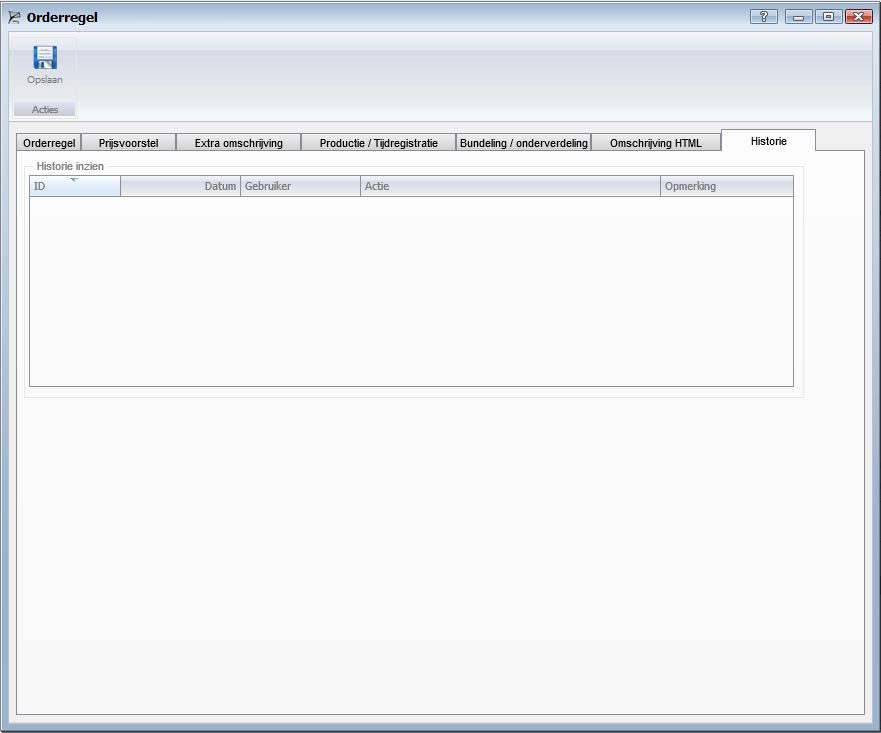 Orderregel
?
Opslaan
Acties
Orderregel Prijsvoorstel Extra omschrijving Productie / Tijdregistratie Bundeling / onderverdeling Omschrijving HTML Historie
Historie inzien
ID Datum Gebruiker Actie Opmerking